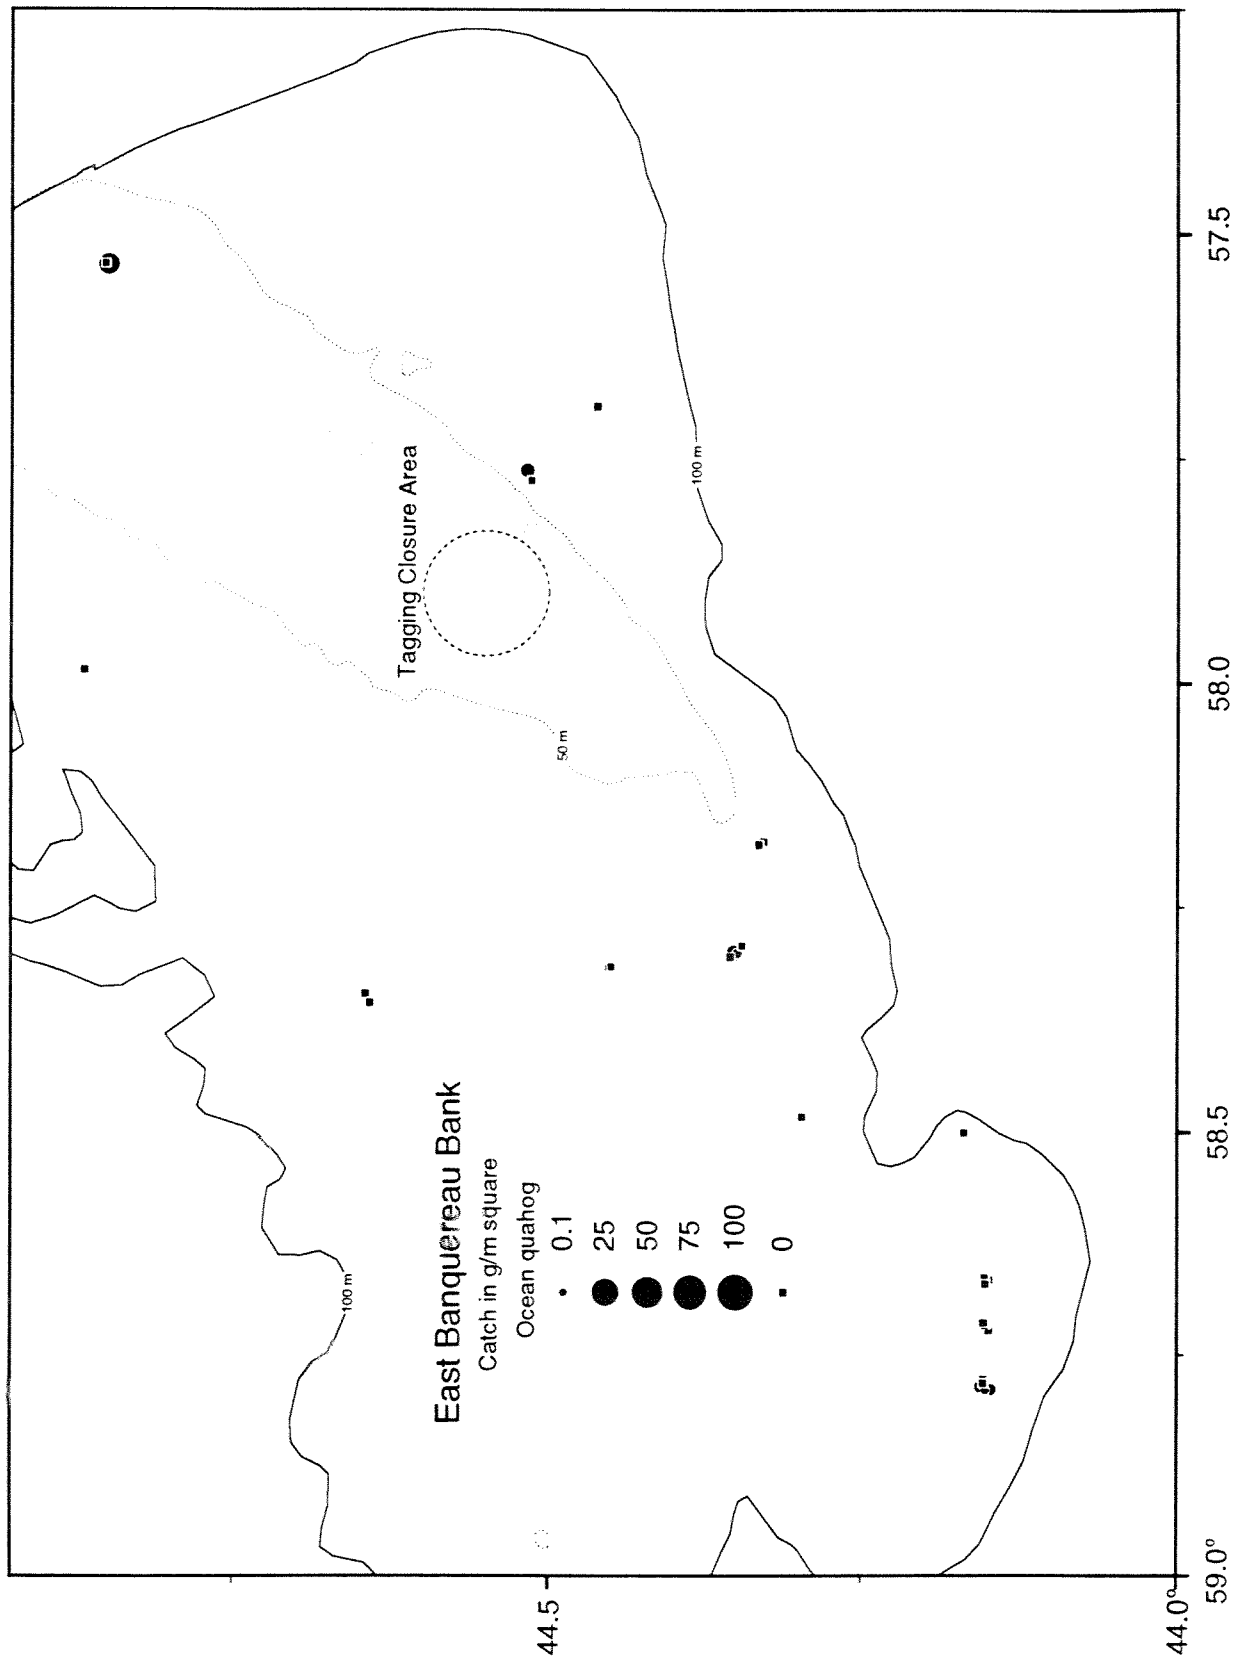 East Banquereau Bank
Catch in g/m square
Ocean quahog
0.1
25
50
75
100
0
Tagging Closure Area
50 m
100 m
100 m
44.5
44.0°
59.0°
58.5
58.0
57.5